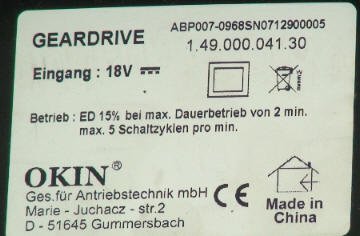 GEARDRIVE
ABP007-0968SN0712900005
1.49.000.041.30
Eingang : 18V
Betrieb : ED 15% bei max. Dauerbetrieb von 2 min.
max. 5 Schaltzyklen pro min.
OKIN®
Ges.für Antriebstechnik mbH
Marie - Juchacz - str.2
D - 51645 Gummersbach
CE
Made in
China